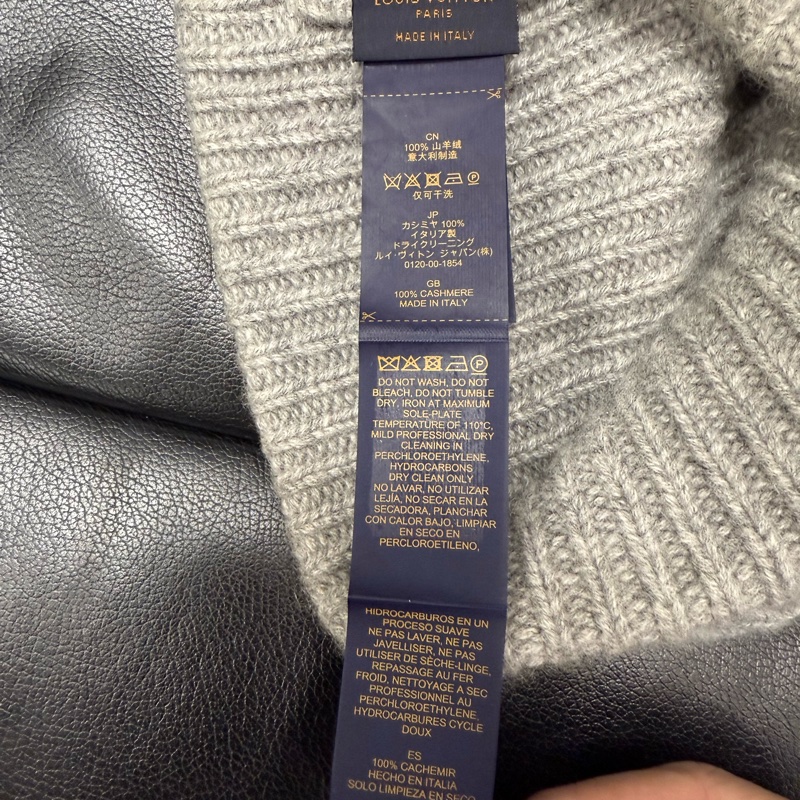 LOUIS VUITTON
PARIS
MADE IN ITALY
CN
100% 山羊绒
意大利制造
仅可干洗
JP
カシミヤ 100%
イタリア製
ドライクリーニング
ルイ・ヴィトン ジャパン(株)
0120-00-1854
GB
100% CASHMERE
MADE IN ITALY
DO NOT WASH, DO NOT
BLEACH, DO NOT TUMBLE
DRY, IRON AT MAXIMUM
SOLE-PLATE
TEMPERATURE OF 110°C,
MILD PROFESSIONAL DRY
CLEANING IN
PERCHLOROETHYLENE,
HYDROCARBONS
DRY CLEAN ONLY
NO LAVAR, NO UTILIZAR
LEJÍA, NO SECAR EN LA
SECADORA, PLANCHAR
CON CALOR BAJO, LIMPIAR
EN SECO EN
PERCLOROETILENO,
HIDROCARBUROS EN UN
PROCESO SUAVE
NE PAS LAVER, NE PAS
JAVELLISER, NE PAS
UTILISER DE SÈCHE-LINGE,
REPASSAGE AU FER
FROID, NETTOYAGE A SEC
PROFESSIONNEL AU
PERCHLOROETHYLENE,
HYDROCARBURES CYCLE
DOUX
ES
100% CACHEMIR
HECHO EN ITALIA
SOLO LIMPIEZA EN SECO